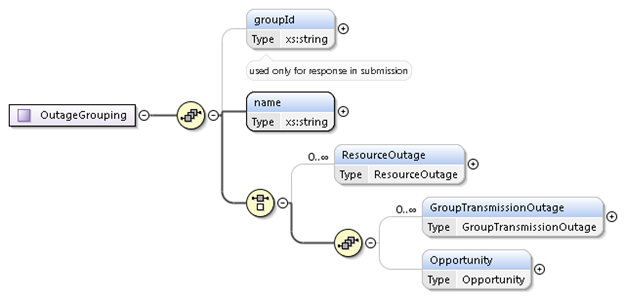 groupId
Type xs:string
used only for response in submission
OutageGrouping
name
Type xs:string
0..∞
ResourceOutage
Type ResourceOutage
0..∞
GroupTransmissionOutage
Type GroupTransmissionOutage
Opportunity
Type Opportunity